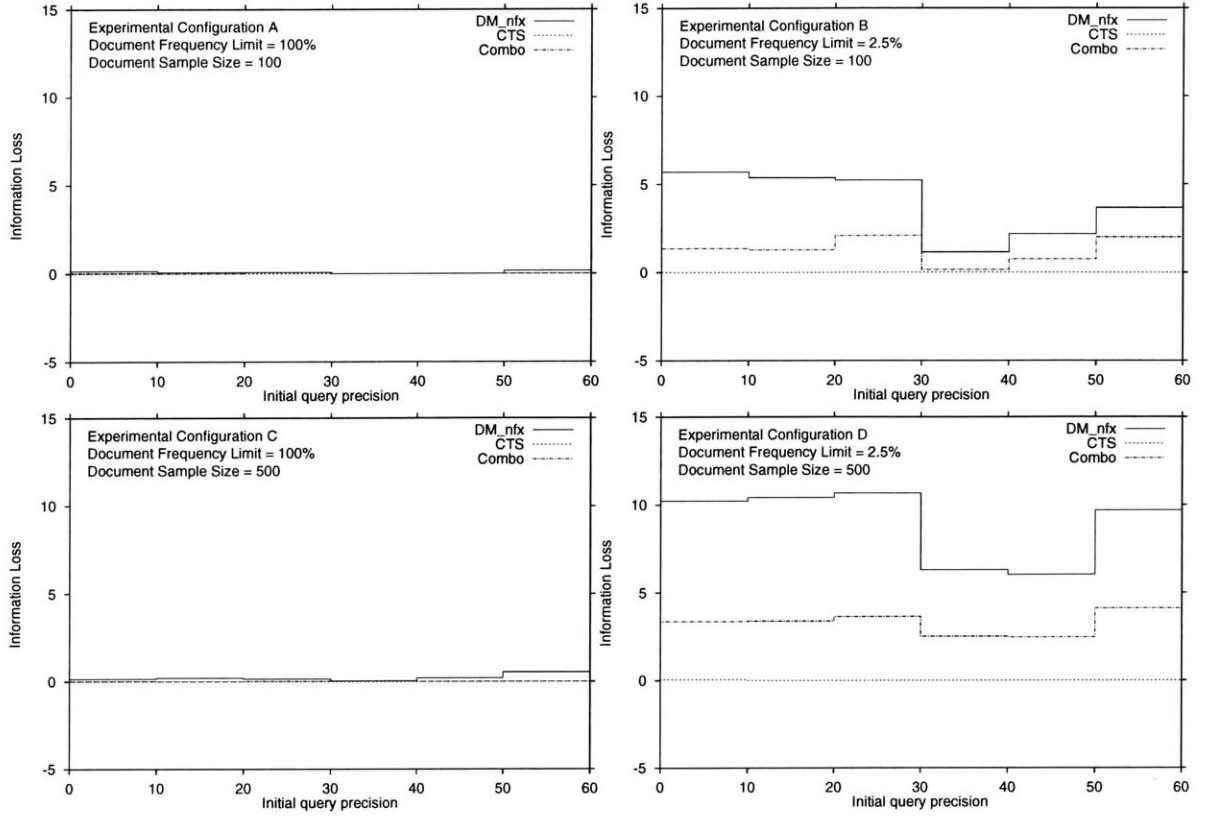 Experimental Configuration A
Document Frequency Limit = 100%
Document Sample Size = 100
DM_nfx
CTS
Combo
15
10
5
0
-5
Information Loss
0 10 20 30 40 50 60
Initial query precision
Experimental Configuration B
Document Frequency Limit = 2.5%
Document Sample Size = 100
DM_nfx
CTS
Combo
15
10
5
0
-5
Information Loss
0 10 20 30 40 50 60
Initial query precision
Experimental Configuration C
Document Frequency Limit = 100%
Document Sample Size = 500
DM_nfx
CTS
Combo
15
10
5
0
-5
Information Loss
0 10 20 30 40 50 60
Initial query precision
Experimental Configuration D
Document Frequency Limit = 2.5%
Document Sample Size = 500
DM_nfx
CTS
Combo
15
10
5
0
-5
Information Loss
0 10 20 30 40 50 60
Initial query precision